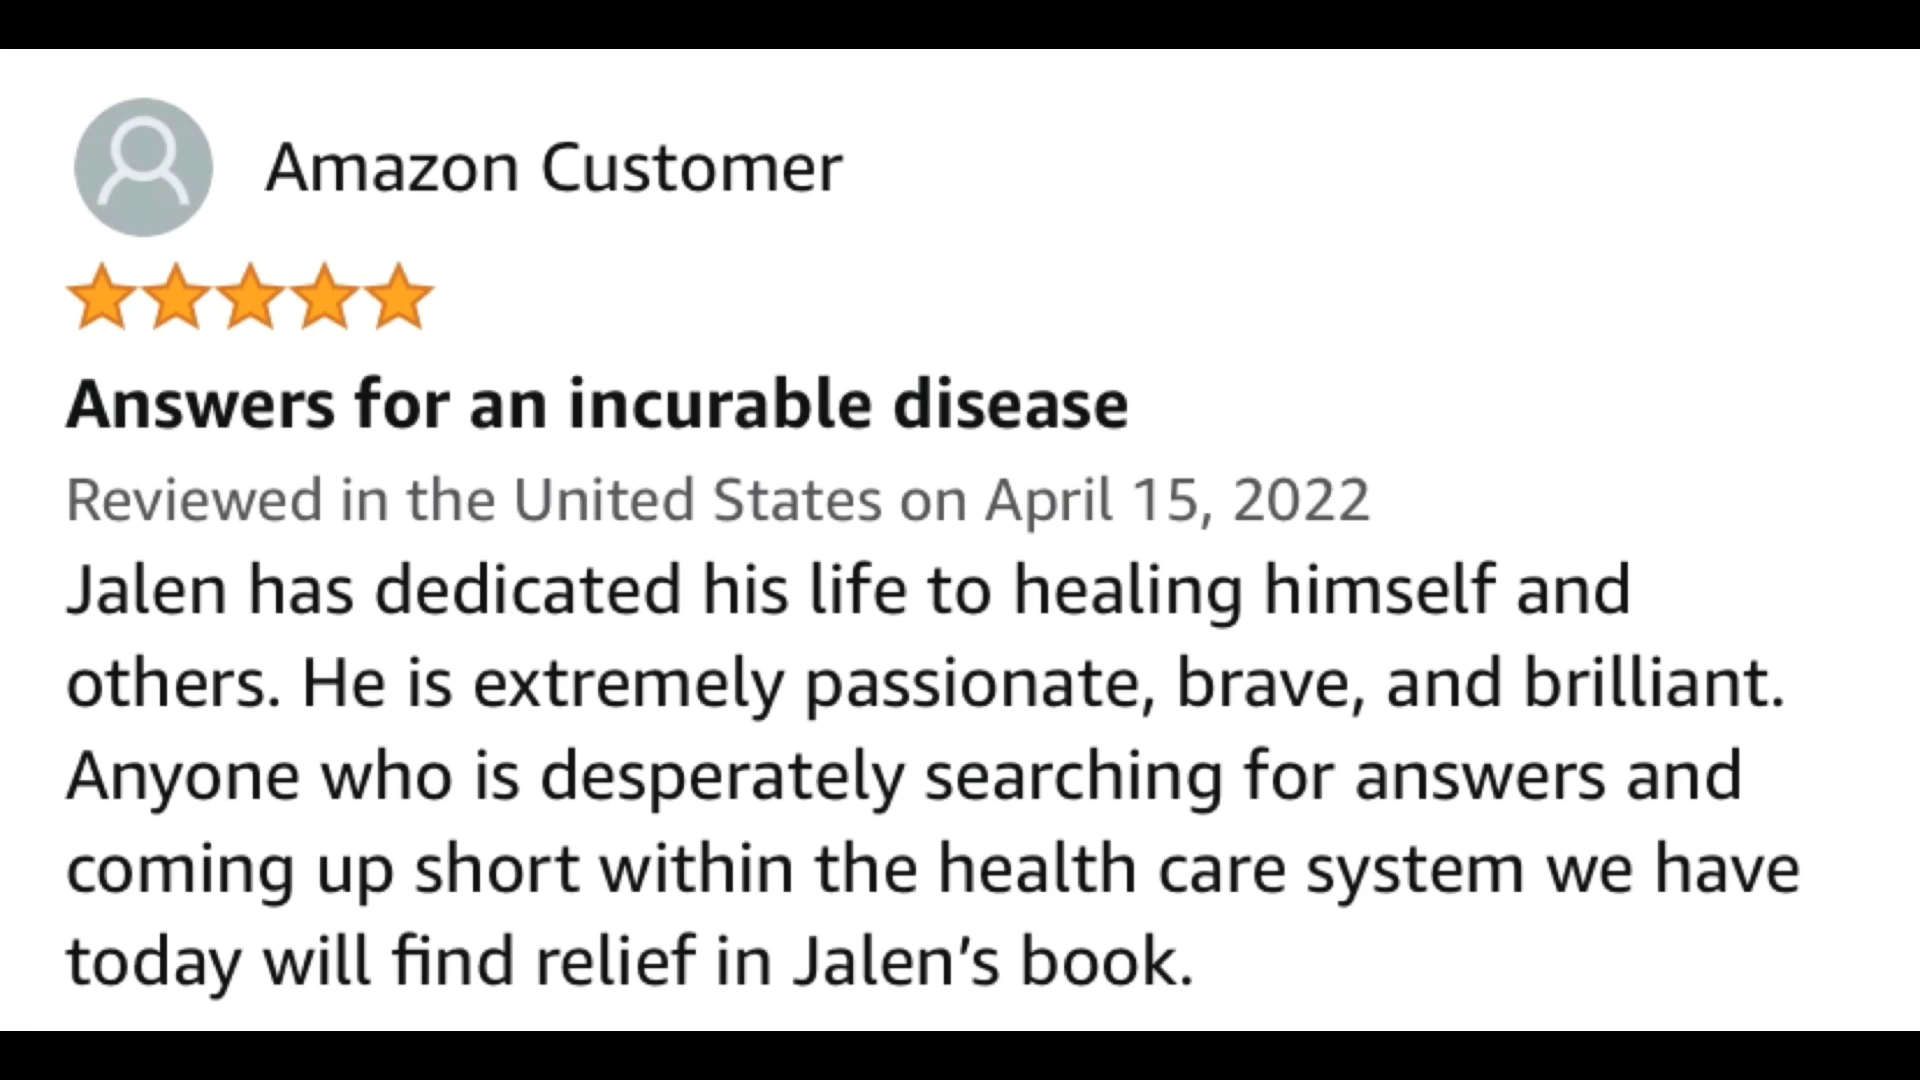 Amazon Customer
Answers for an incurable disease
Reviewed in the United States on April 15, 2022
Jalen has dedicated his life to healing himself and
others. He is extremely passionate, brave, and brilliant.
Anyone who is desperately searching for answers and
coming up short within the health care system we have
today will find relief in Jalen’s book.